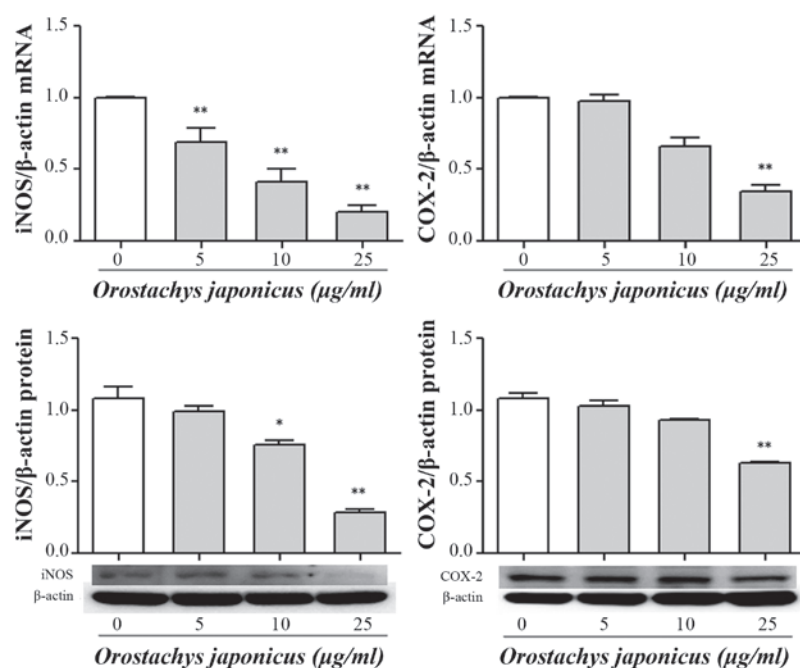 iNOS/β-actin mRNA
1.5
1.0
0.5
0.0
**
**
**
0 5 10 25
Orostachys japonicus (µg/ml)
COX-2/β-actin mRNA
1.5
1.0
0.5
0.0
**
0 5 10 25
Orostachys japonicus (µg/ml)
iNOS/β-actin protein
1.5
1.0
0.5
0.0
*
**
iNOS
β-actin
0 5 10 25
Orostachys japonicus (µg/ml)
COX-2/β-actin protein
1.5
1.0
0.5
0.0
**
COX-2
β-actin
0 5 10 25
Orostachys japonicus (µg/ml)